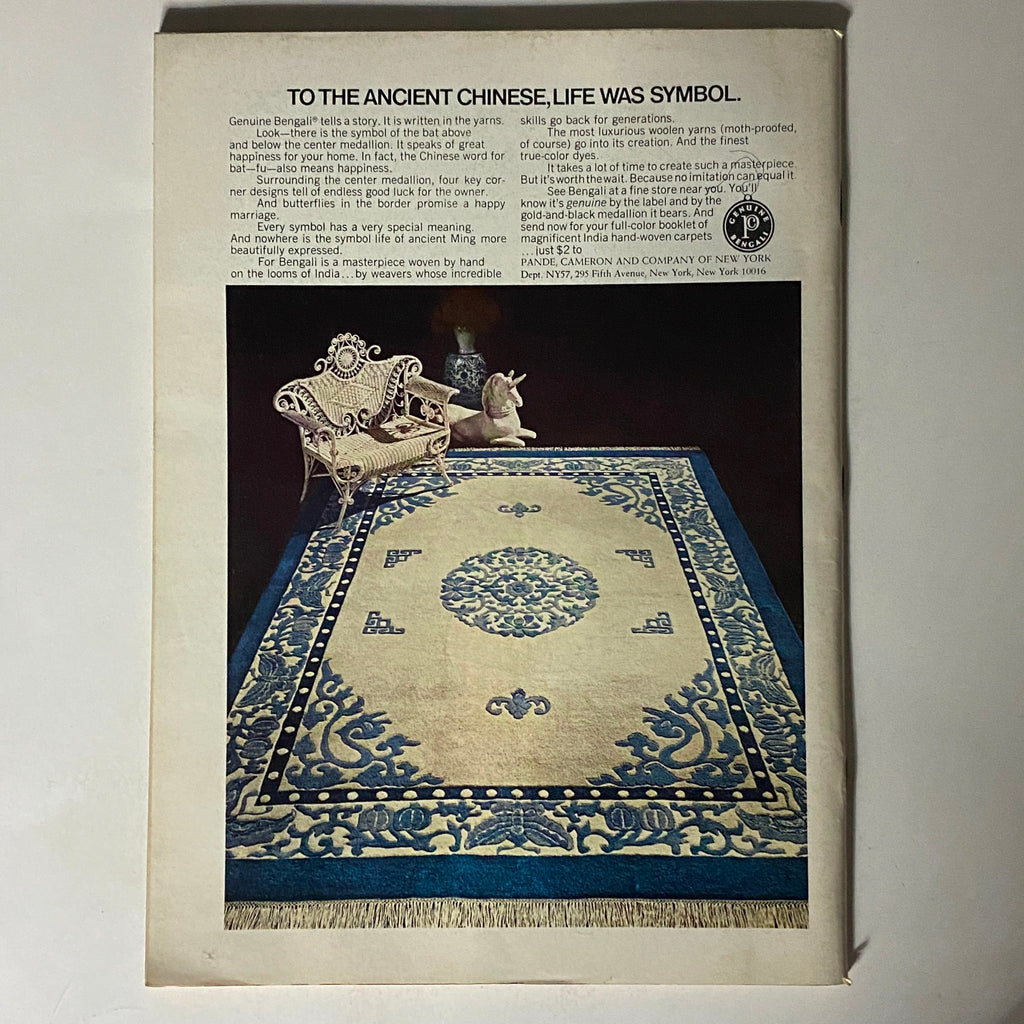 TO THE ANCIENT CHINESE, LIFE WAS SYMBOL.
Genuine Bengali® tells a story. It is written in the yarns.
Look—there is the symbol of the bat above
and below the center medallion. It speaks of great
happiness for your home. In fact, the Chinese word for
bat—fu—also means happiness.
Surrounding the center medallion, four key cor-
ner designs tell of endless good luck for the owner.
And butterflies in the border promise a happy
marriage.
Every symbol has a very special meaning.
And nowhere is the symbol life of ancient Ming more
beautifully expressed.
For Bengali is a masterpiece woven by hand
on the looms of India...by weavers whose incredible
skills go back for generations.
The most luxurious woolen yarns (moth-proofed,
of course) go into its creation. And the finest
true-color dyes.
It takes a lot of time to create such a masterpiece.
But it's worth the wait. Because no imitation can equal it.
See Bengali at a fine store near you. You'll
know it's genuine by the label and by the
gold-and-black medallion it bears. And
send now for your full-color booklet of
magnificent India hand-woven carpets
...just $2 to
PANDE, CAMERON AND COMPANY OF NEW YORK
Dept. NY57, 295 Fifth Avenue, New York, New York 10016
GENUINE
pc
BENGALI